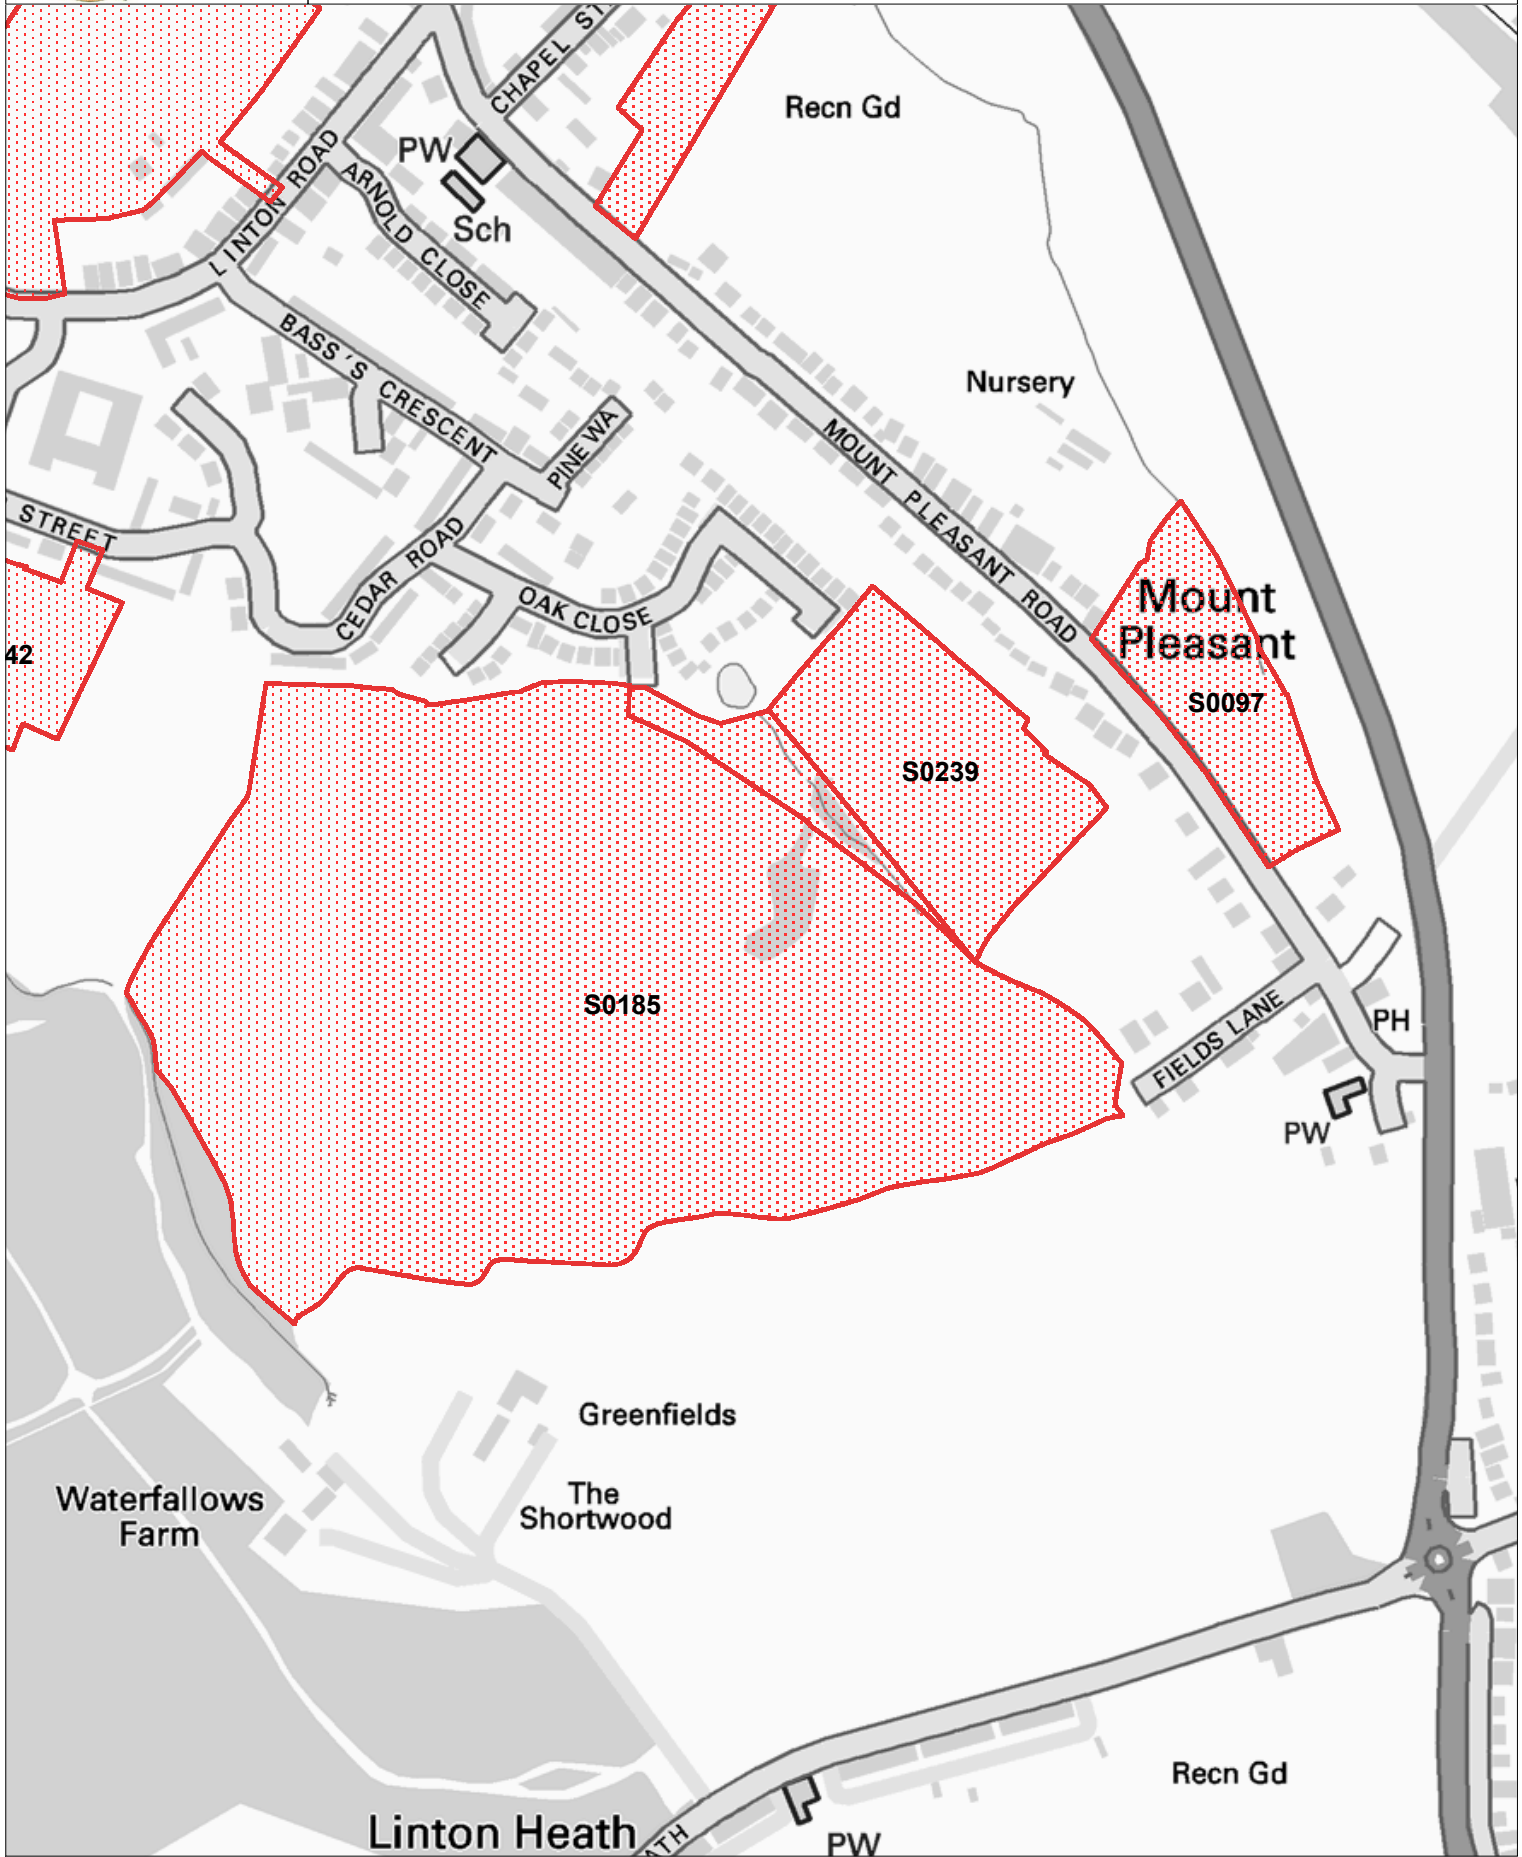 CHAPEL ST
Recn Gd
PW
LINTON ROAD
ARNOLD CLOSE
Sch
BASS'S CRESCENT
Nursery
PINE WA
MOUNT PLEASANT ROAD
STREET
CEDAR ROAD
OAK CLOSE
Mount
Pleasant
42
S0097
S0239
S0185
FIELDS LANE
PH
PW
Greenfields
The
Shortwood
Waterfallows
Farm
Recn Gd
Linton Heath
ATH
PW